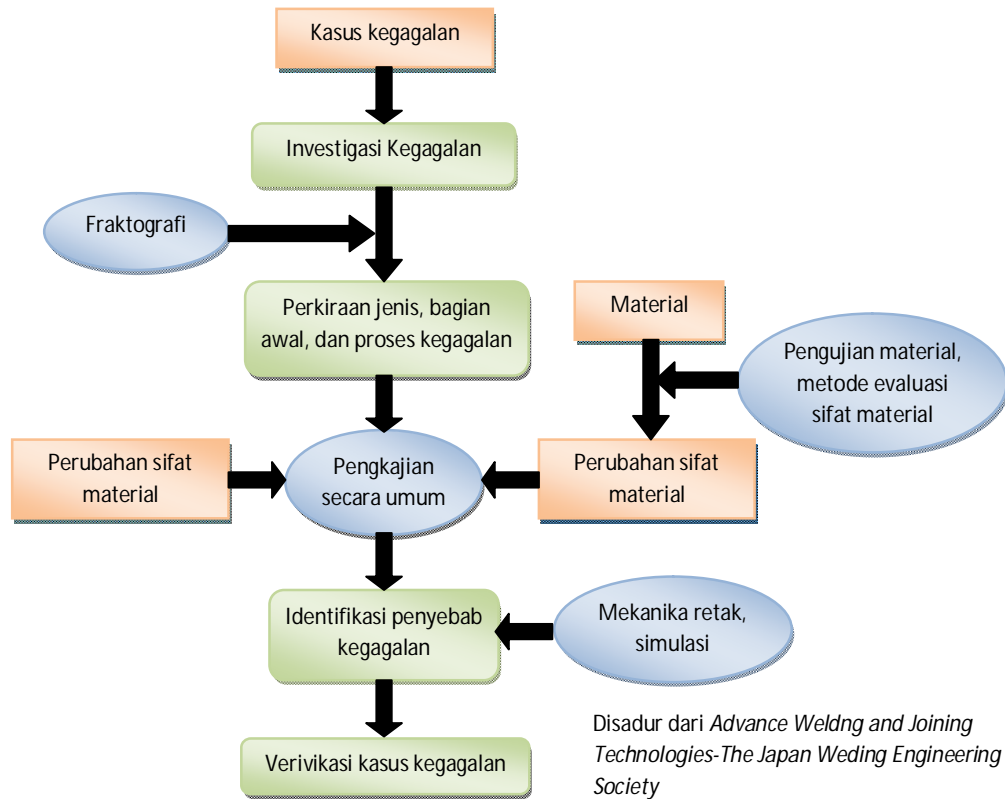 Kasus kegagalan
Investigasi Kegagalan
Fraktografi
Perkiraan jenis, bagian
awal, dan proses kegagalan
Material
Pengujian material,
metode evaluasi
sifat material
Perubahan sifat
material
Pengkajian
secara umum
Perubahan sifat
material
Identifikasi penyebab
kegagalan
Mekanika retak,
simulasi
Verivikasi kasus kegagalan
Disadur dari Advance Weldng and Joining
Technologies-The Japan Weding Engineering
Society